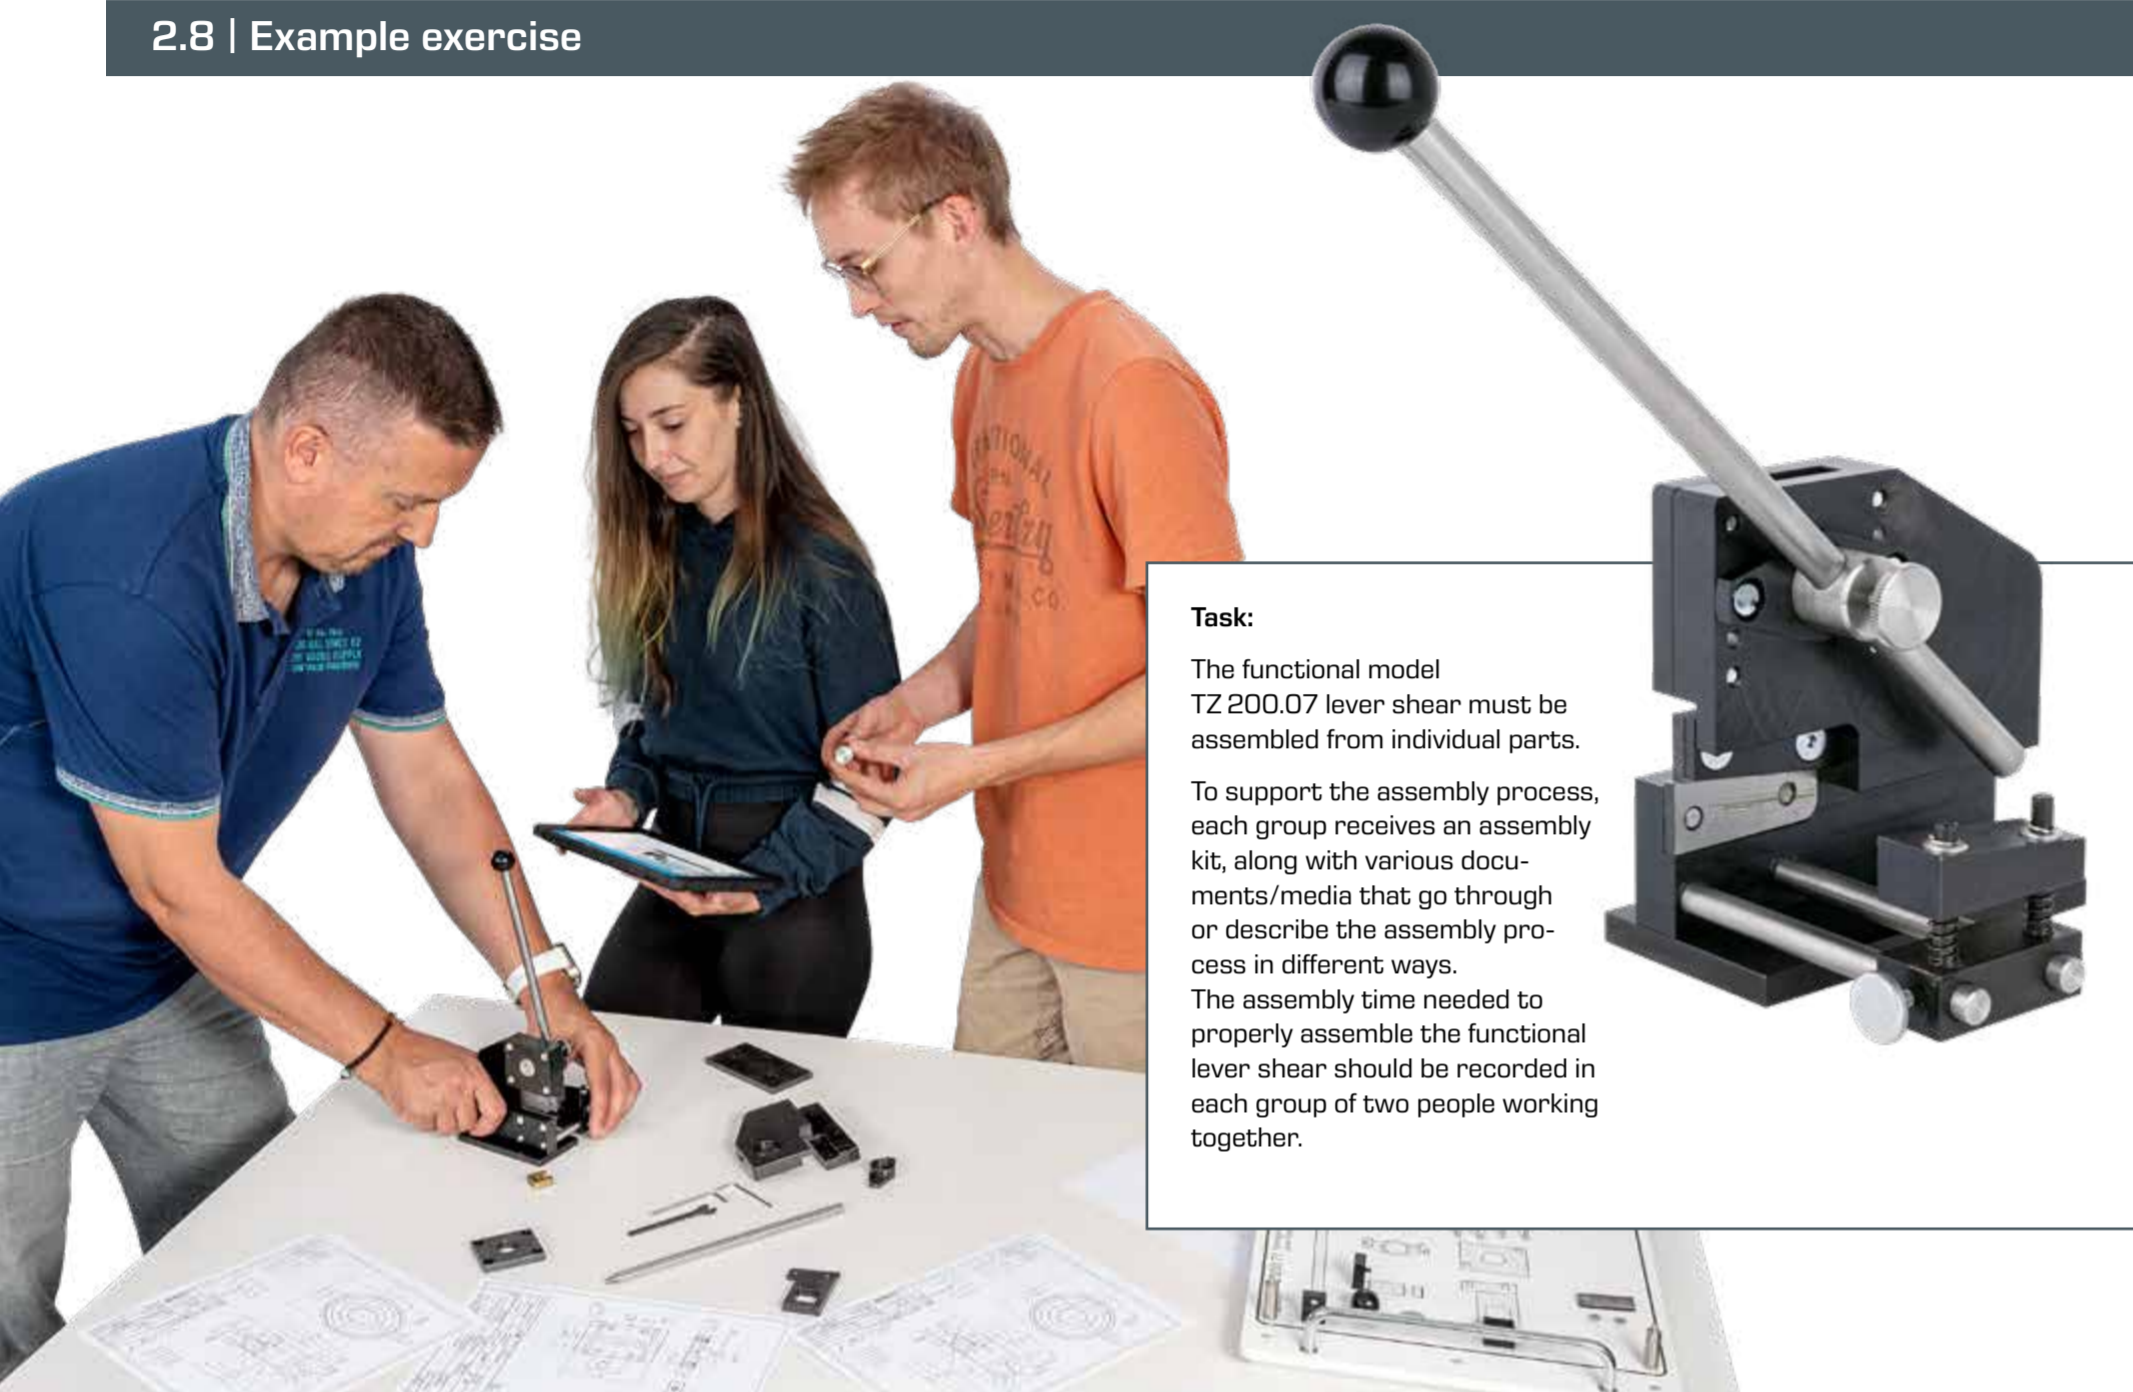 2.8 | Example exercise
Task:
The functional model
TZ 200.07 lever shear must be
assembled from individual parts.
To support the assembly process,
each group receives an assembly
kit, along with various docu-
ments/media that go through
or describe the assembly pro-
cess in different ways.
The assembly time needed to
properly assemble the functional
lever shear should be recorded in
each group of two people working
together.